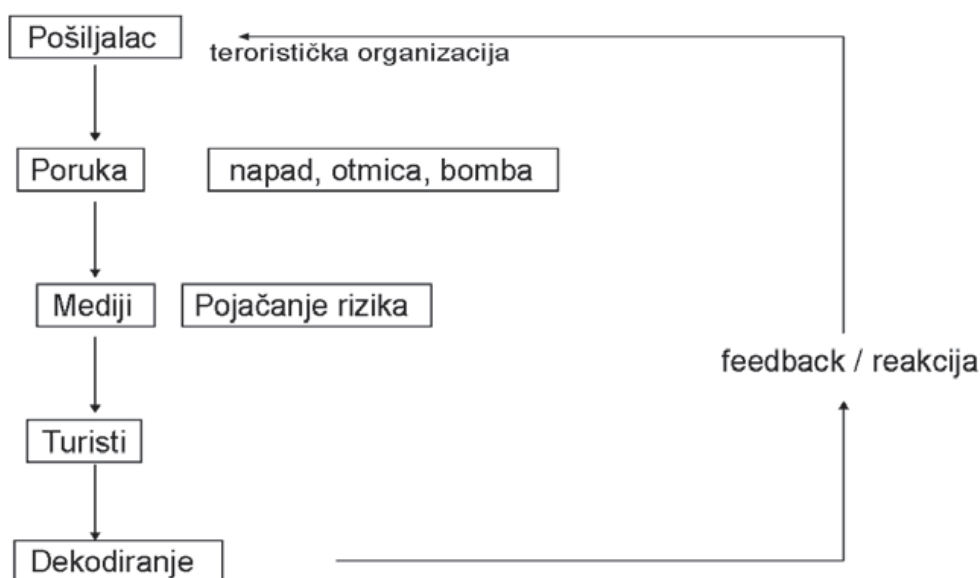 Pošiljalac
teroristička organizacija
Poruka
napad, otmica, bomba
Mediji
Pojačanje rizika
feedback / reakcija
Turisti
Dekodiranje